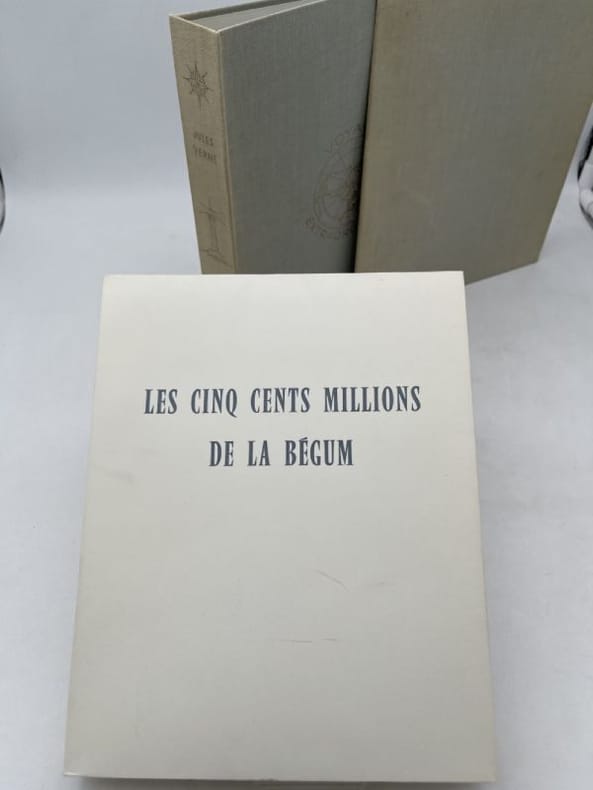 JULES
VERNE
LES CINQ CENTS MILLIONS
DE LA BÉGUM